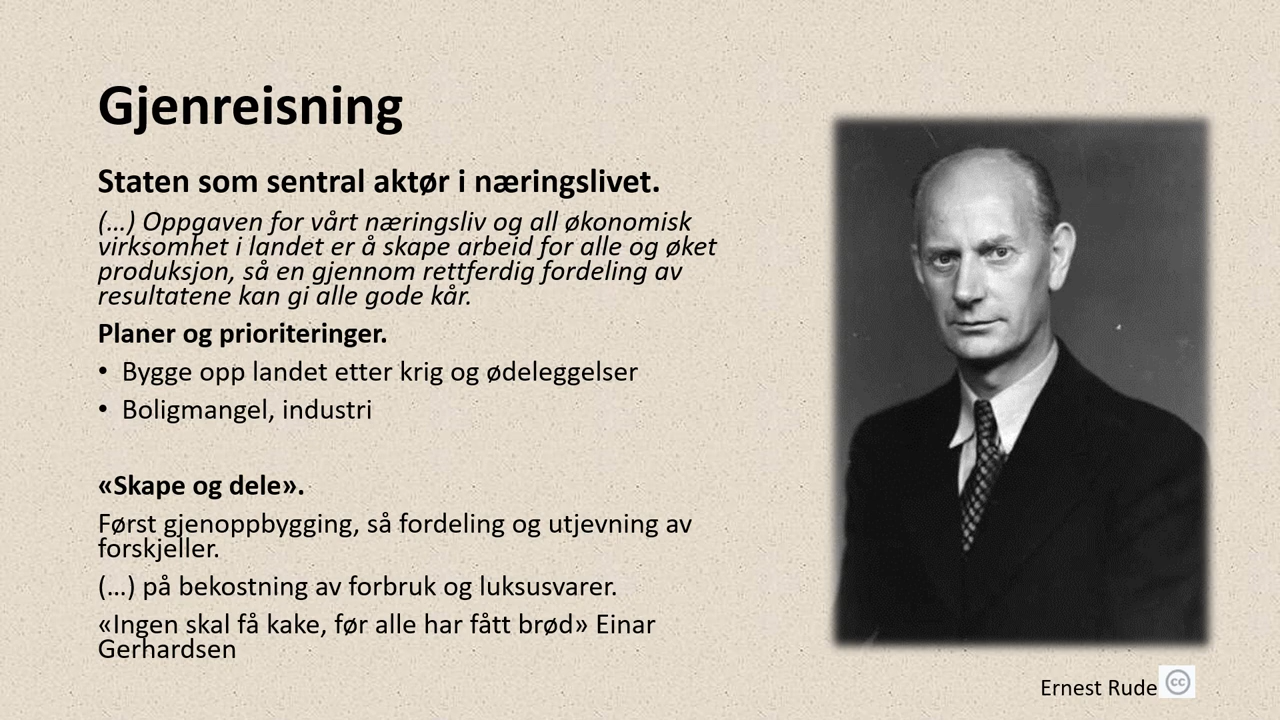 Gjenreisning
Staten som sentral aktør i næringslivet.
(…) Oppgaven for vårt næringsliv og all økonomisk
virksomhet i landet er å skape arbeid for alle og øket
produksjon, så en gjennom rettferdig fordeling av
resultatene kan gi alle gode kår.
Planer og prioriteringer.
• Bygge opp landet etter krig og ødeleggelser
• Boligmangel, industri
«Skape og dele».
Først gjenoppbygging, så fordeling og utjevning av
forskjeller.
(…) på bekostning av forbruk og luksusvarer.
«Ingen skal få kake, før alle har fått brød» Einar
Gerhardsen
Ernest Rude cc